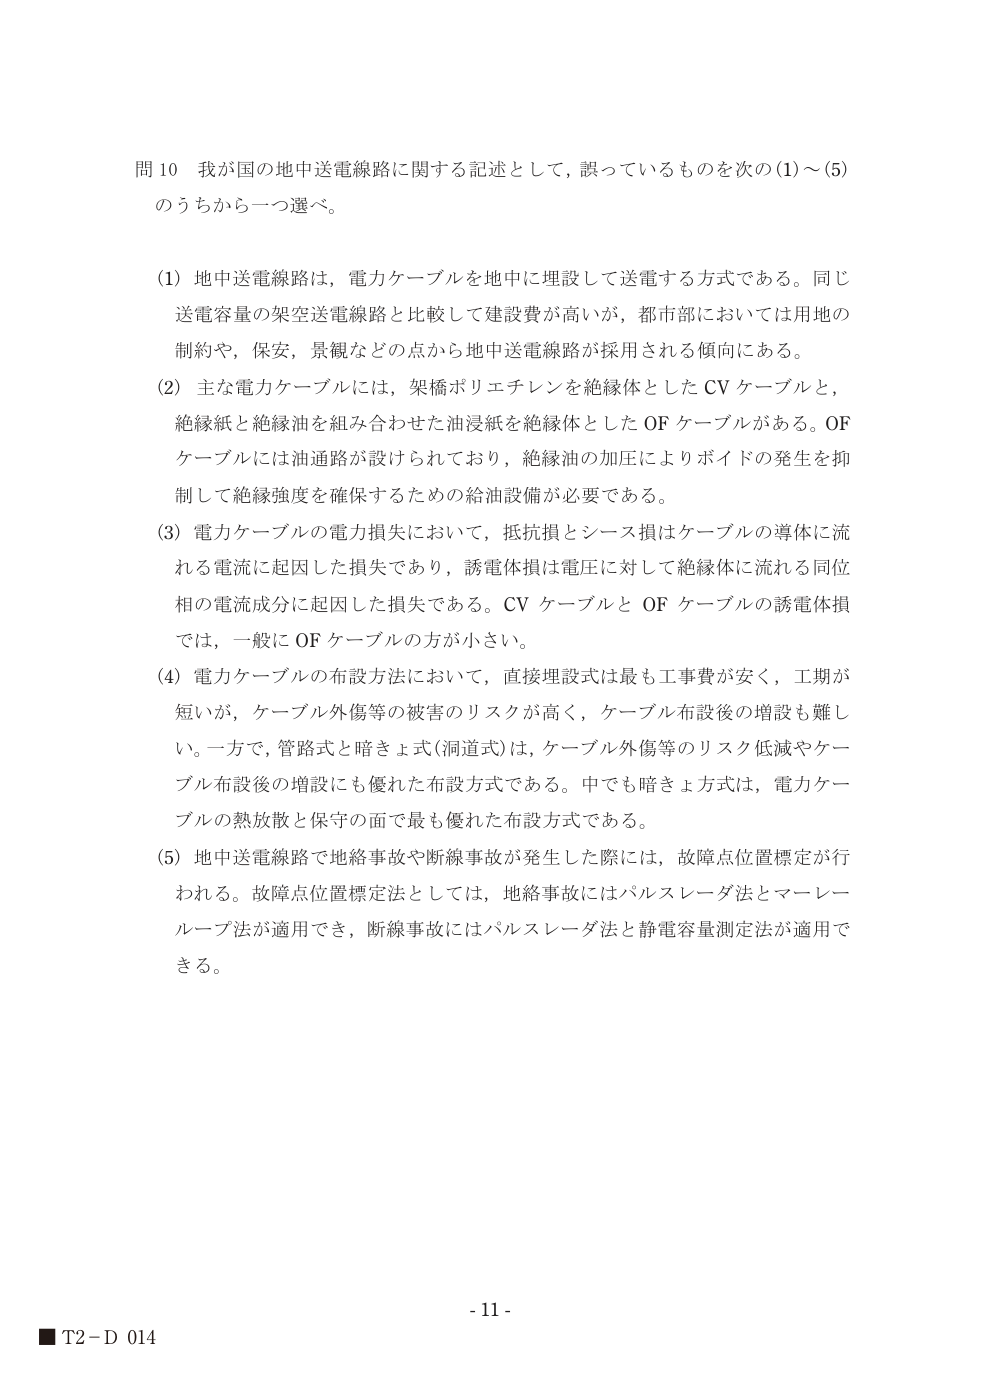 問 10　我が国の地中送電線路に関する記述として，誤っているものを次の(1)～(5)
のうちから一つ選べ。
(1) 地中送電線路は，電力ケーブルを地中に埋設して送電する方式である。同じ
送電容量の架空送電線路と比較して建設費が高いが，都市部においては用地の
制約や，保安，景観などの点から地中送電線路が採用される傾向にある。
(2) 主な電力ケーブルには，架橋ポリエチレンを絶縁体とした CV ケーブルと，
絶縁紙と絶縁油を組み合わせた油浸紙を絶縁体とした OF ケーブルがある。OF
ケーブルには油通路が設けられており，絶縁油の加圧によりボイドの発生を抑
制して絶縁強度を確保するための給油設備が必要である。
(3) 電力ケーブルの電力損失において，抵抗損とシース損はケーブルの導体に流
れる電流に起因した損失であり，誘電体損は電圧に対して絶縁体に流れる同位
相の電流成分に起因した損失である。CV ケーブルと OF ケーブルの誘電体損
では，一般に OF ケーブルの方が小さい。
(4) 電力ケーブルの布設方法において，直接埋設式は最も工事費が安く，工期が
短いが，ケーブル外傷等の被害のリスクが高く，ケーブル布設後の増設も難し
い。一方で，管路式と暗きょ式(洞道式)は，ケーブル外傷等のリスク低減やケー
ブル布設後の増設にも優れた布設方式である。中でも暗きょ方式は，電力ケー
ブルの熱放散と保守の面で最も優れた布設方式である。
(5) 地中送電線路で地絡事故や断線事故が発生した際には，故障点位置標定が行
われる。故障点位置標定法としては，地絡事故にはパルスレーダ法とマーレー
ループ法が適用でき，断線事故にはパルスレーダ法と静電容量測定法が適用で
きる。
- 11 -
■ T2－D 014